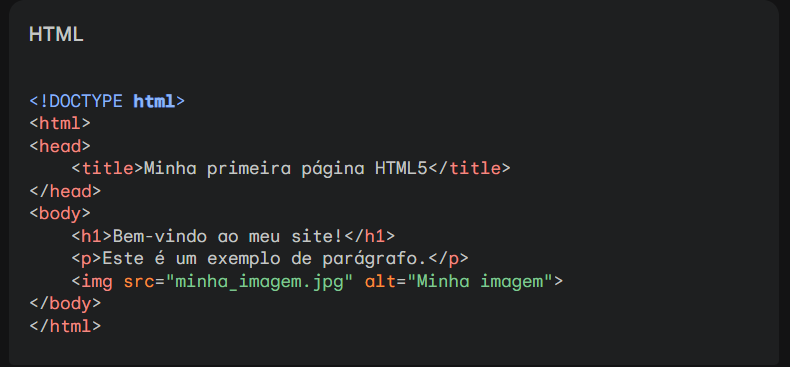 HTML
<!DOCTYPE html>
<html>
<head>
    <title>Minha primeira página HTML5</title>
</head>
<body>
    <h1>Bem-vindo ao meu site!</h1>
    <p>Este é um exemplo de parágrafo.</p>
    <img src="minha_imagem.jpg" alt="Minha imagem">
</body>
</html>